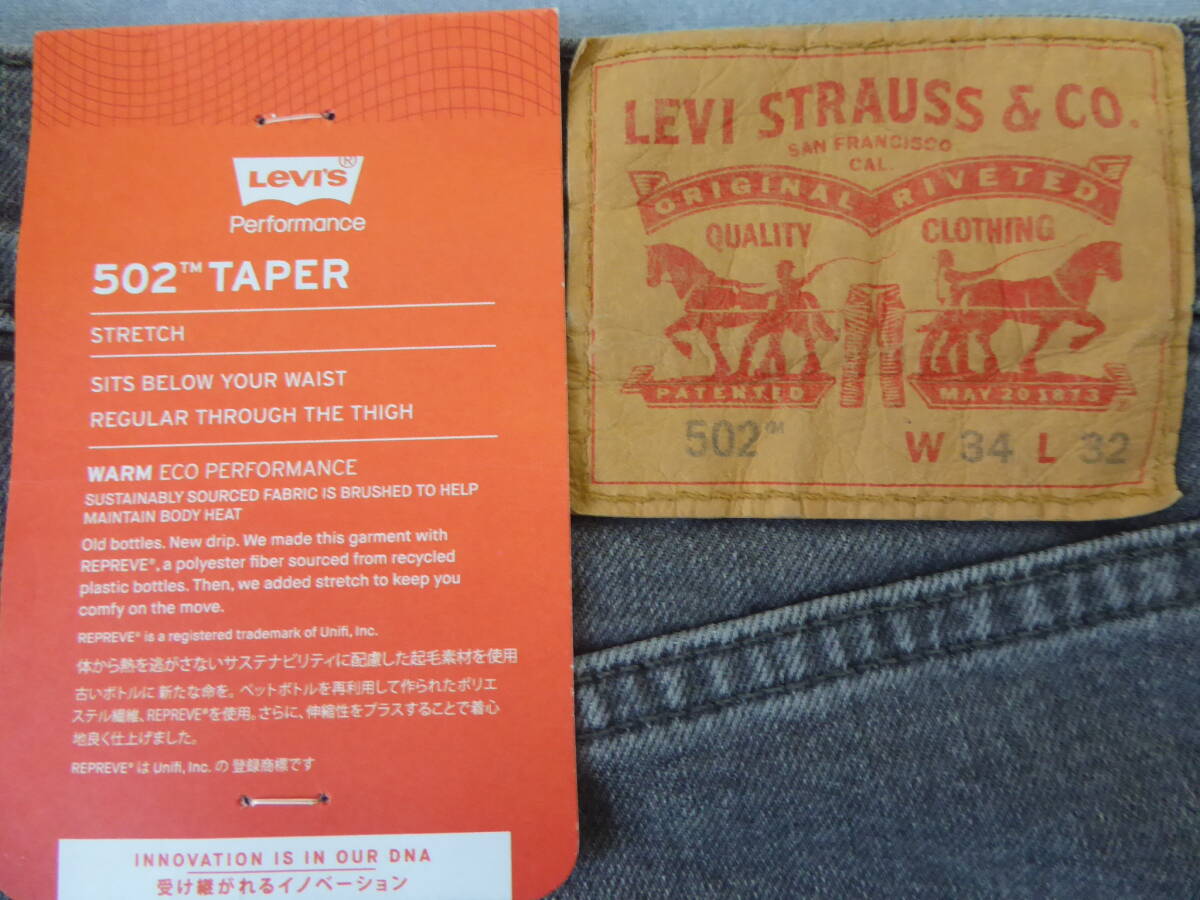 Levi's®
Performance
502™ TAPER
STRETCH
SITS BELOW YOUR WAIST
REGULAR THROUGH THE THIGH
WARM ECO PERFORMANCE
SUSTAINABLY SOURCED FABRIC IS BRUSHED TO HELP
MAINTAIN BODY HEAT
Old bottles. New drip. We made this garment with
REPREVE®, a polyester fiber sourced from recycled
plastic bottles. Then, we added stretch to keep you
comfy on the move.
REPREVE® is a registered trademark of Unifi, Inc.
体から熱を逃がさないサステナビリティに配慮した起毛素材を使用
古いボトルに 新たな命を。ペットボトルを再利用して作られたポリエ
ステル繊維、REPREVE®を使用。さらに、伸縮性をプラスすることで着心
地良く仕上げました。
REPREVE® は Unifi, Inc. の 登録商標です
INNOVATION IS IN OUR DNA
受け継がれるイノベーション
LEVI STRAUSS & CO.
SAN FRANCISCO
CAL.
ORIGINAL RIVETED
QUALITY CLOTHING
PATENTED MAY 20 1873
502™ W 34 L 32